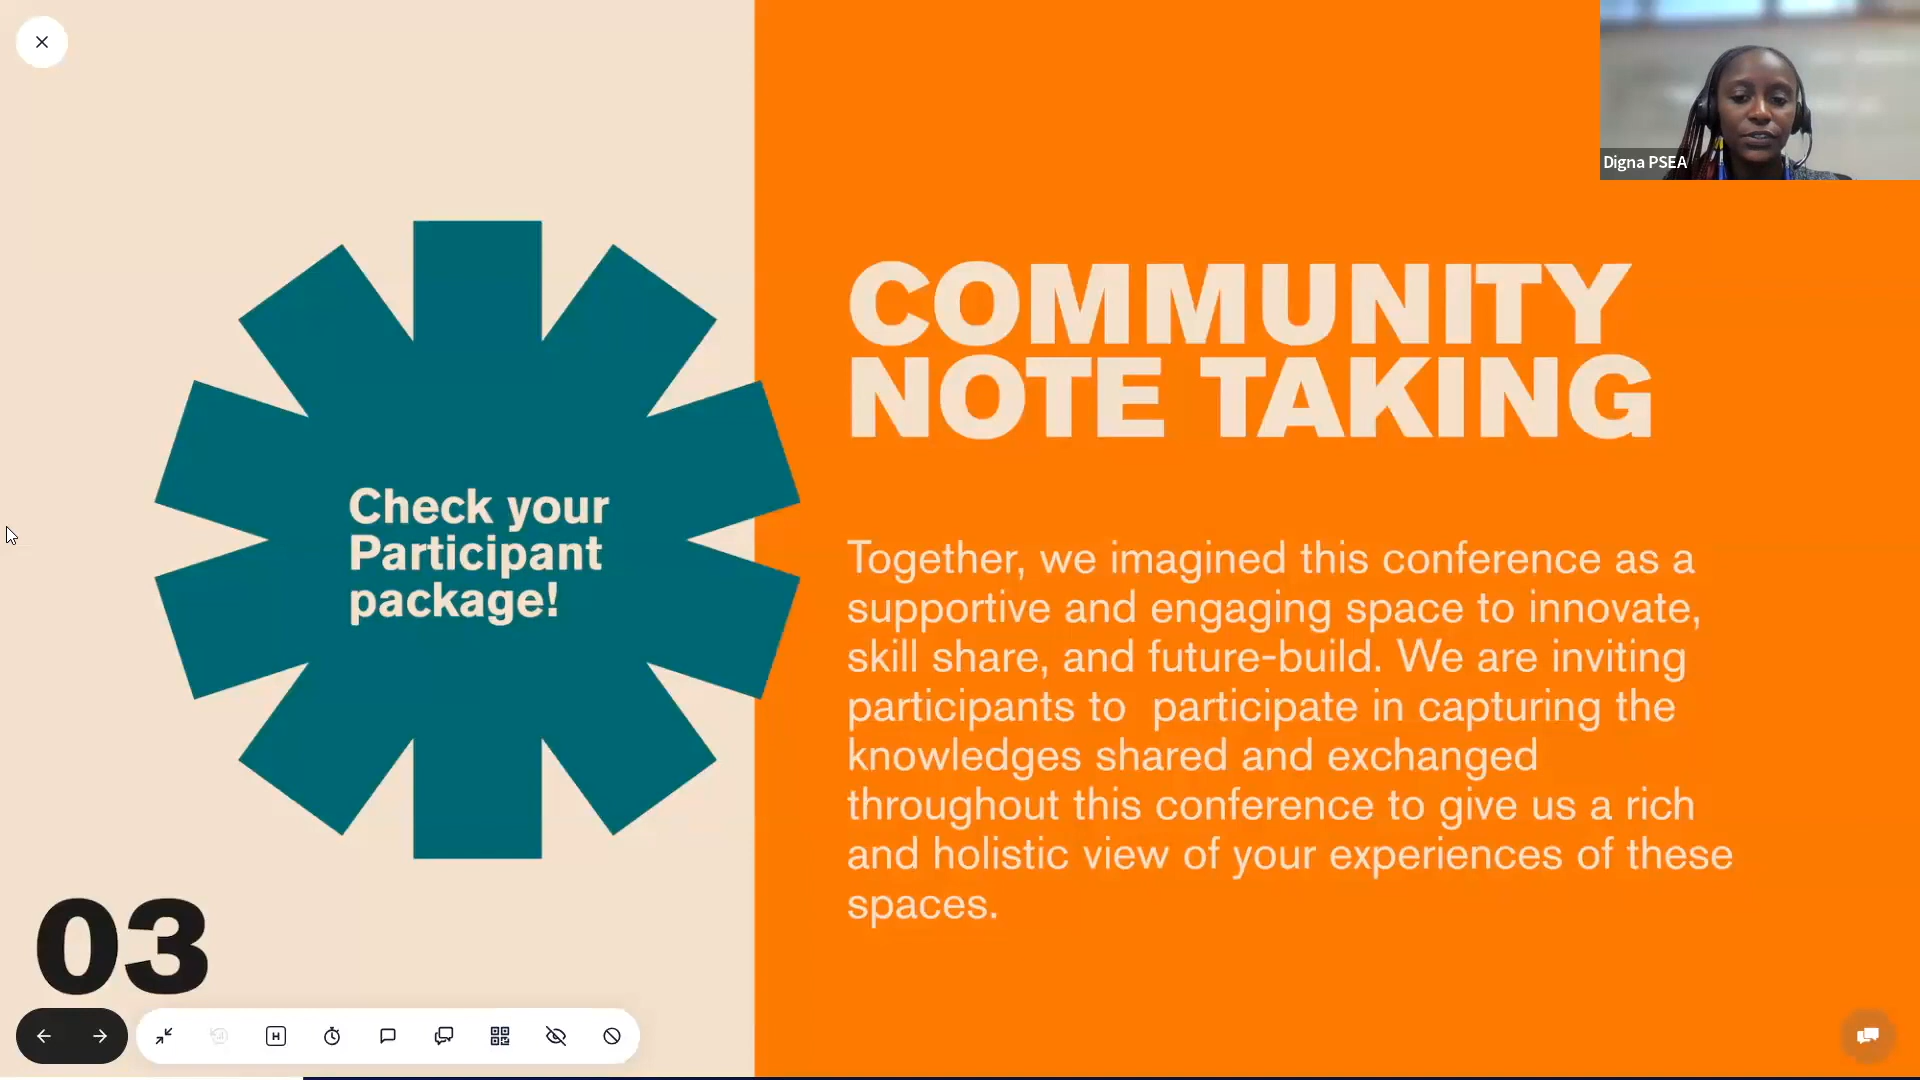 Digna PSEA
COMMUNITY
NOTE TAKING
Check your
Participant
package!
Together, we imagined this conference as a
supportive and engaging space to innovate,
skill share, and future-build. We are inviting
participants to  participate in capturing the
knowledges shared and exchanged
throughout this conference to give us a rich
and holistic view of your experiences of these
spaces.
03
H